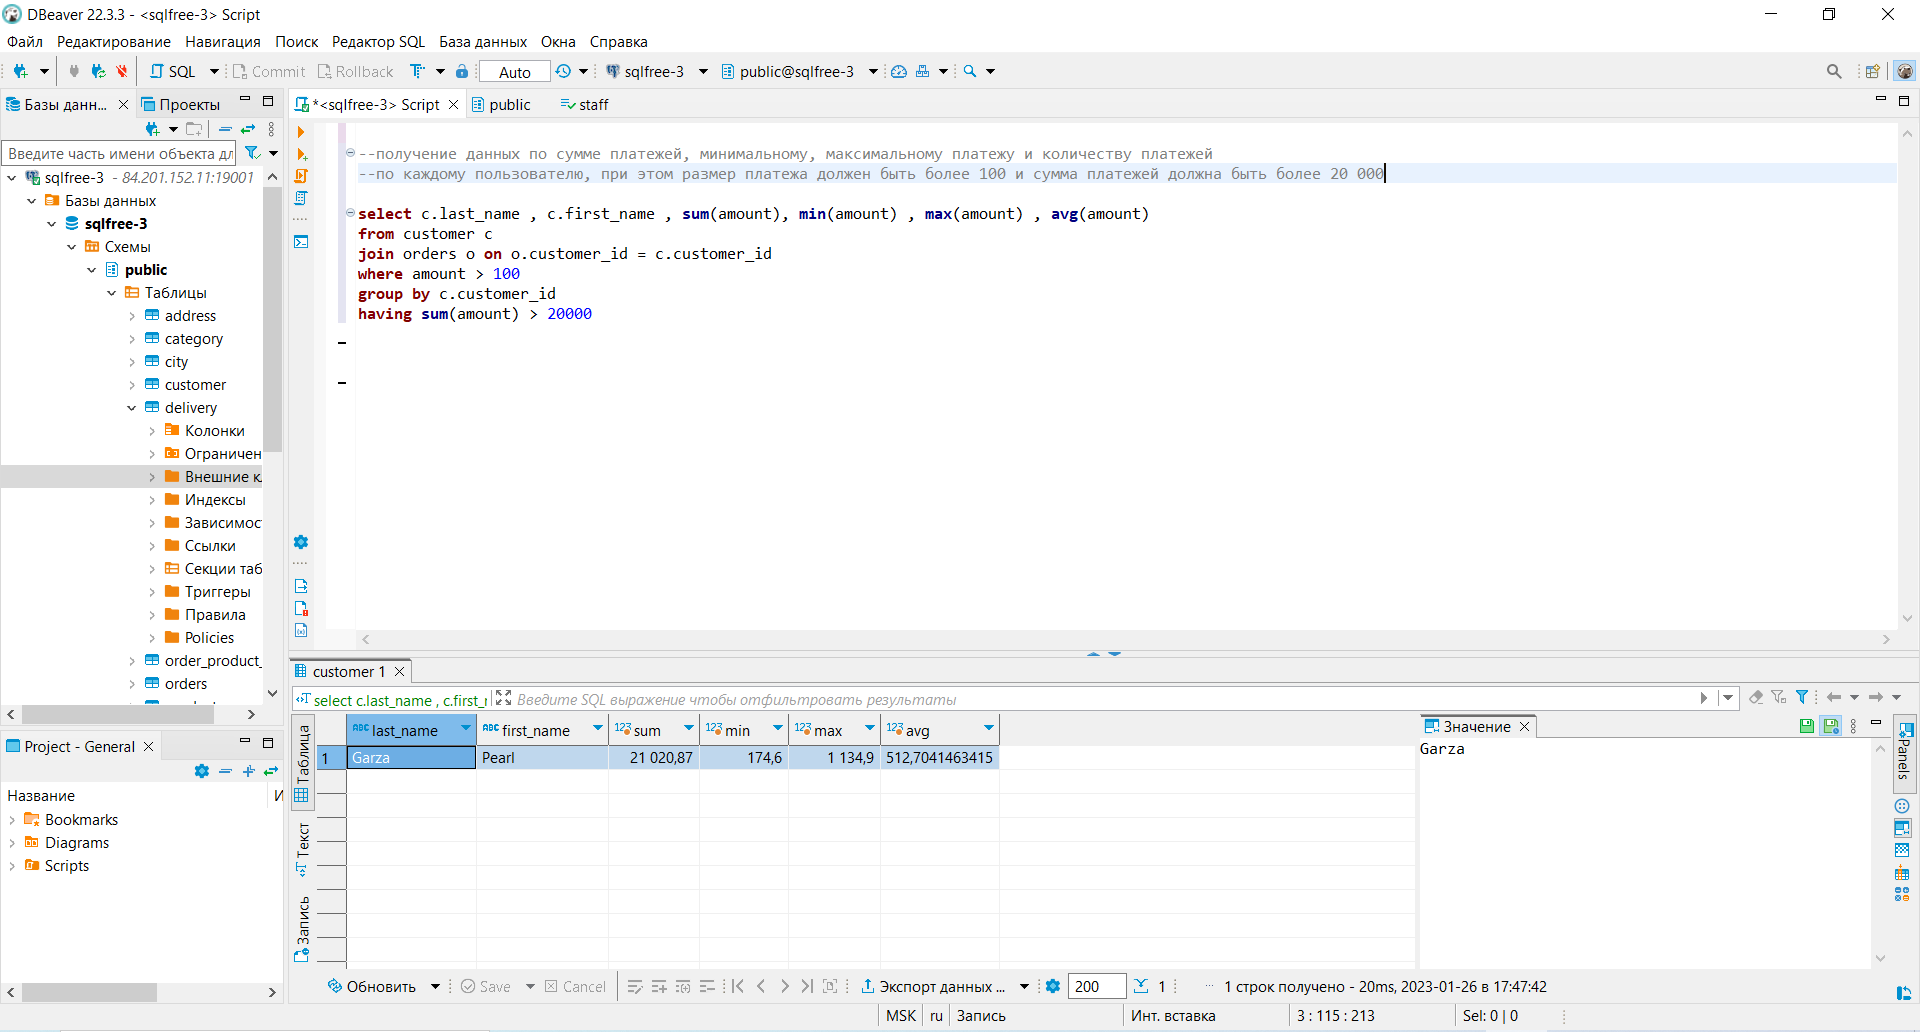 DBeaver 22.3.3 - <sqlfree-3> Script
Файл Редактирование Навигация Поиск Редактор SQL База данных Окна Справка
SQL Commit Rollback Auto sqlfree-3 public@sqlfree-3
Базы данн... Проекты
Введите часть имени объекта дл
sqlfree-3 - 84.201.152.11:19001
Базы данных
sqlfree-3
Схемы
public
Таблицы
address
category
city
customer
delivery
Колонки
Ограничен
Внешние к
Индексы
Зависимос
Ссылки
Секции таб
Триггеры
Правила
Policies
order_product_
orders
Project - General
Название
Bookmarks
Diagrams
Scripts
*<sqlfree-3> Script public staff
--получение данных по сумме платежей, минимальному, максимальному платежу и количеству платежей
--по каждому пользователю, при этом размер платежа должен быть более 100 и сумма платежей должна быть более 20 000
select c.last_name , c.first_name , sum(amount), min(amount) , max(amount) , avg(amount)
from customer c
join orders o on o.customer_id = c.customer_id
where amount > 100
group by c.customer_id
having sum(amount) > 20000
customer 1
select c.last_name , c.first_ Введите SQL выражение чтобы отфильтровать результаты
Таблица
Текст
Запись
ABC last_name ABC first_name 123 sum 123 min 123 max 123 avg
1 Garza Pearl 21 020,87 174,6 1 134,9 512,7041463415
Значение
Garza
Panels
Обновить Save Cancel Экспорт данных ... 200 1 1 строк получено - 20ms, 2023-01-26 в 17:47:42
MSK ru Запись Инт. вставка 3 : 115 : 213 Sel: 0 | 0